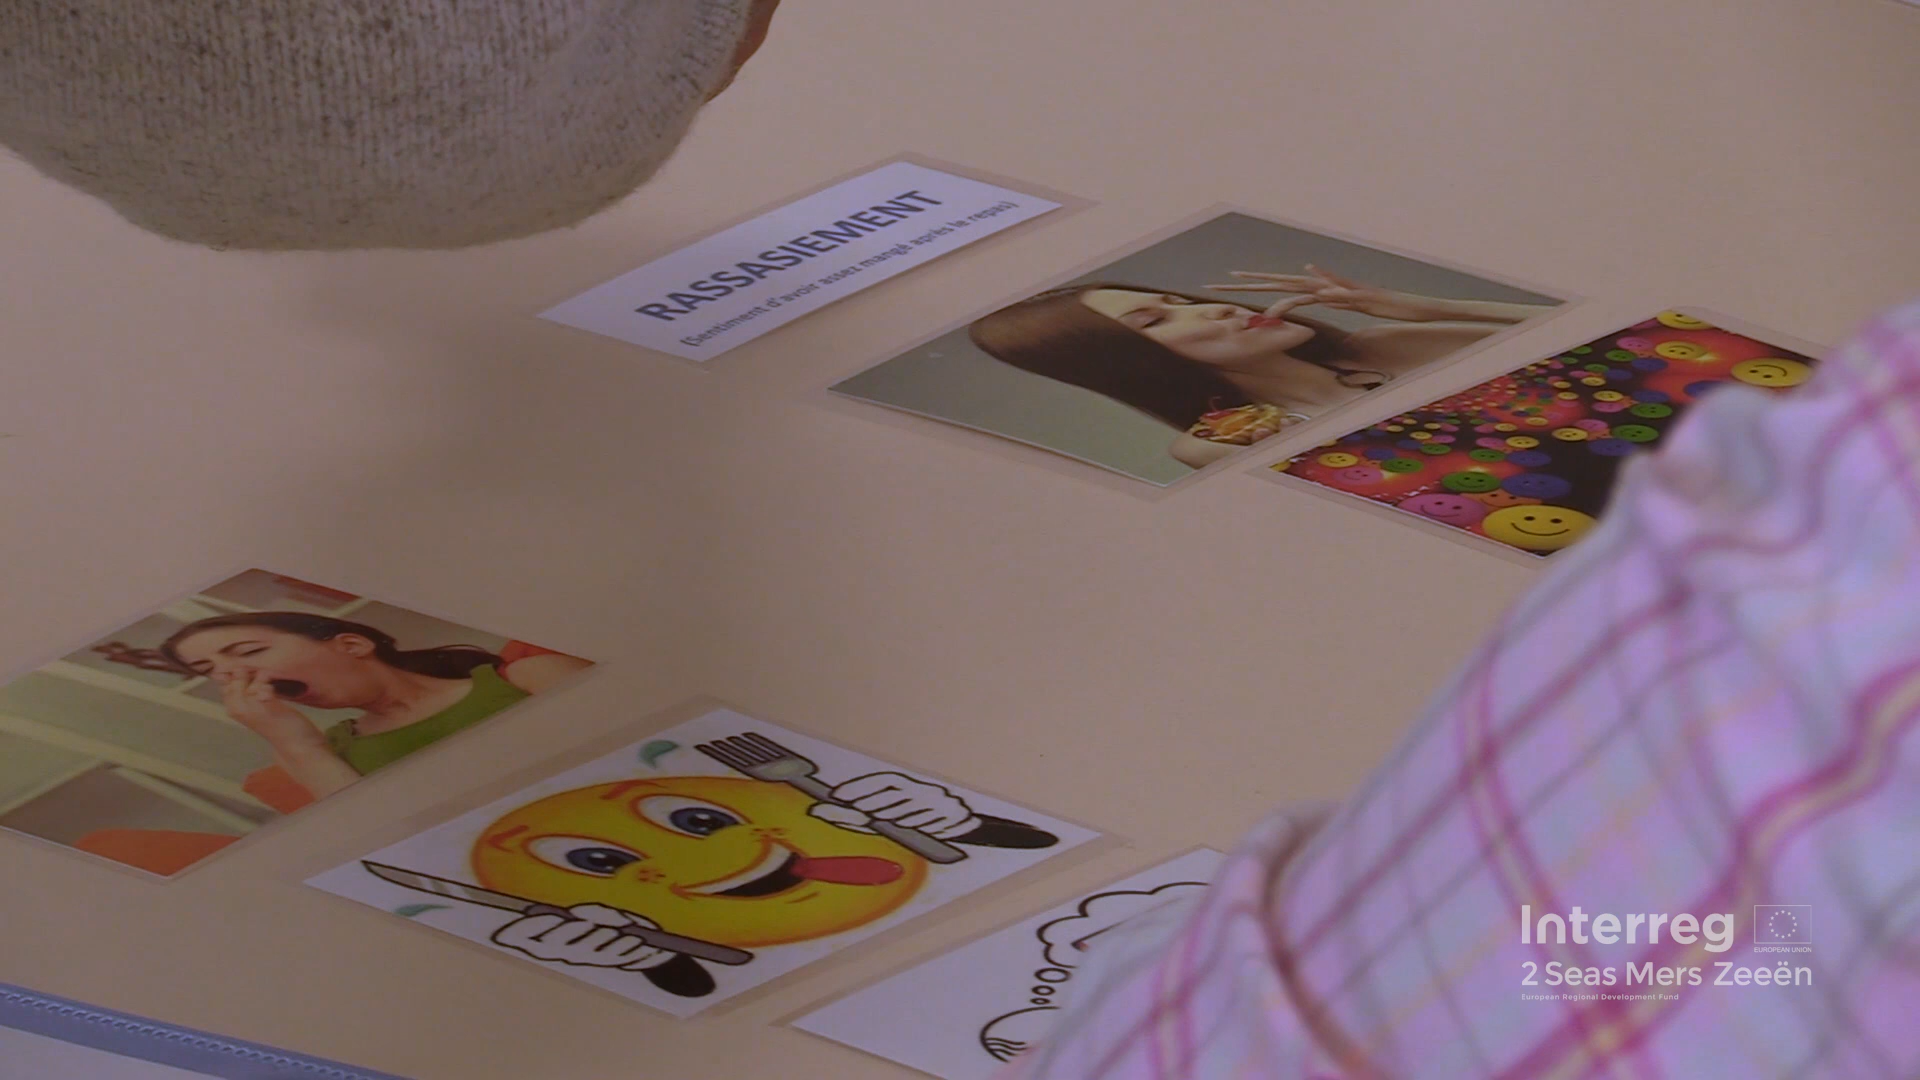 RASSASIEMENT
(Sentiment d'avoir assez mangé après le repas)
Interreg
EUROPEAN UNION
2 Seas Mers Zeeën
European Regional Development Fund